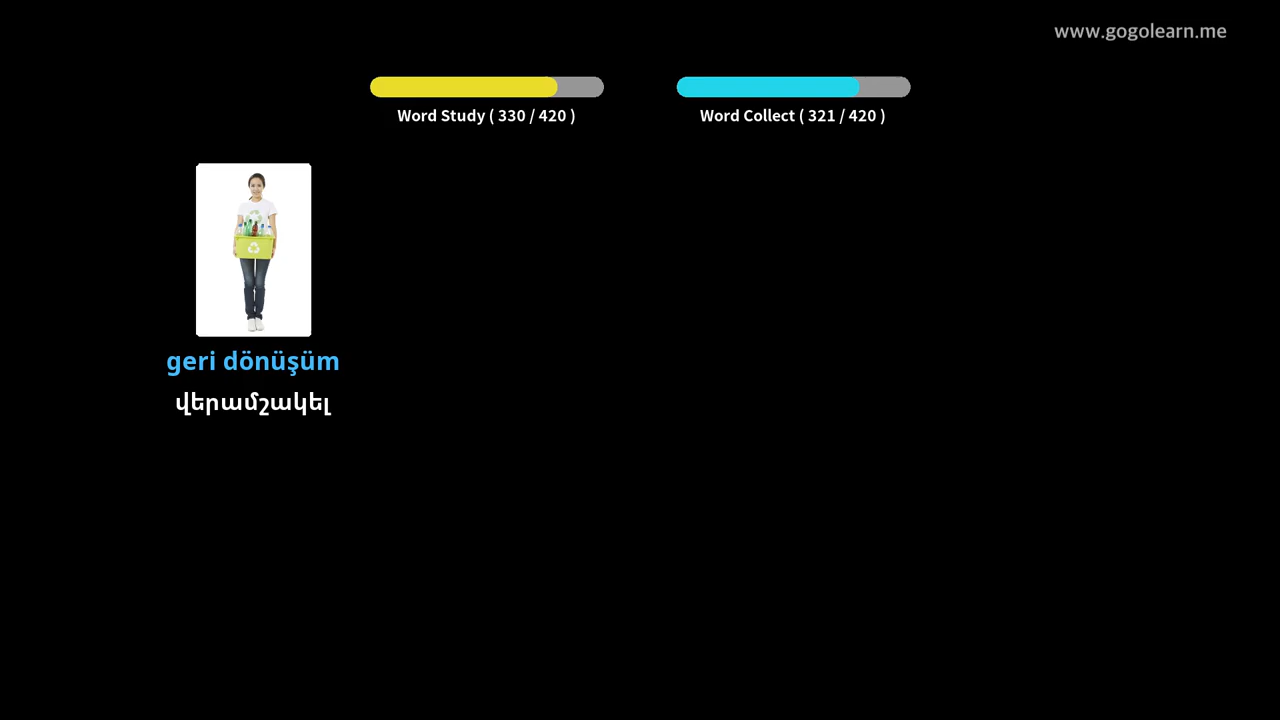 www.gogolearn.me
Word Study ( 330 / 420 )
Word Collect ( 321 / 420 )
geri dönüşüm
վերամշակել